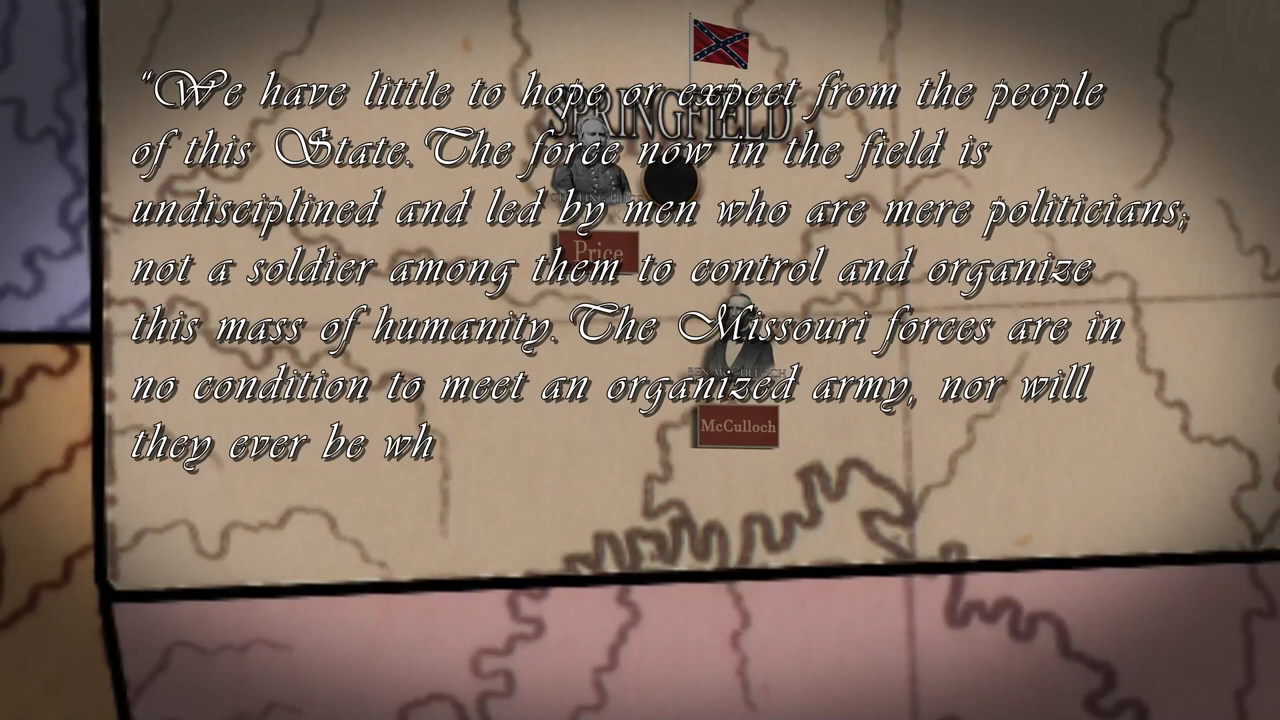 “We have little to hope or expect from the people
SPRINGFIELD
of this State. The force now in the field is
undisciplined and led by men who are mere politicians;
Price
not a soldier among them to control and organize
this mass of humanity. The Missouri forces are in
no condition to meet an organized army, nor will
McCulloch
they ever be wh